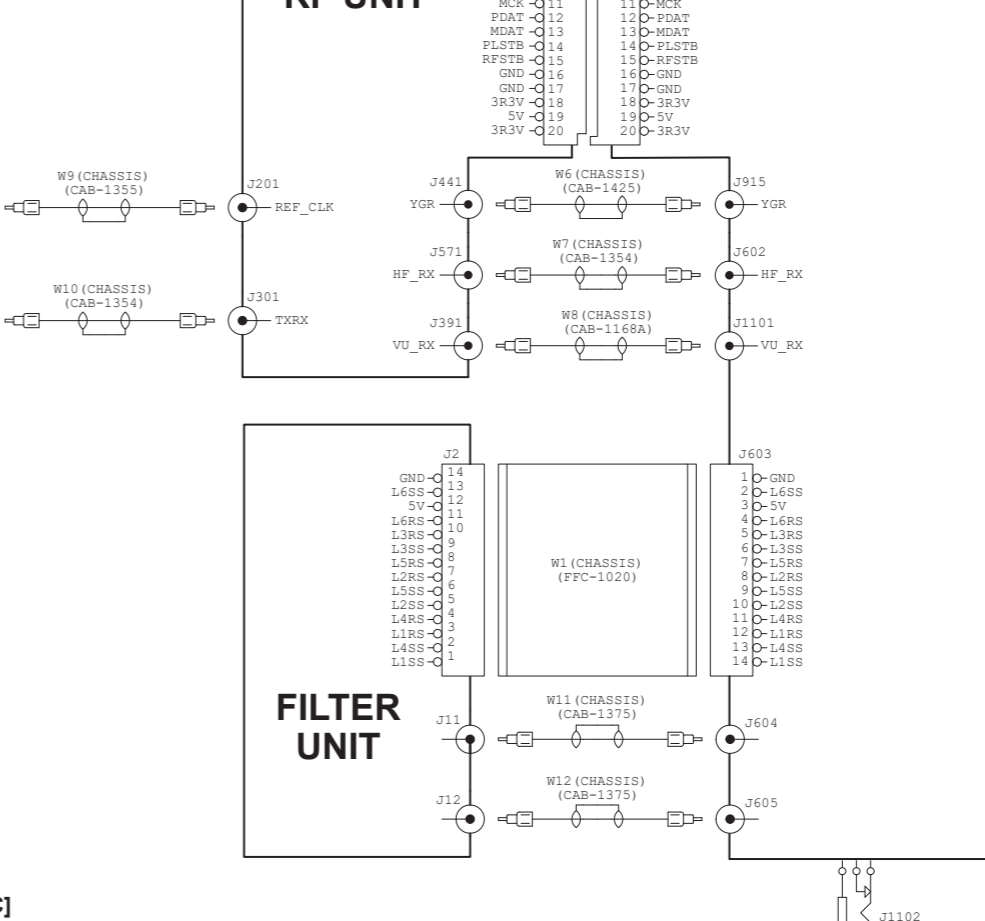 RF UNIT
MCK 11
PDAT 12
MDAT 13
PLSTB 14
RFSTB 15
GND 16
GND 17
3R3V 18
5V 19
3R3V 20
11 MCK
12 PDAT
13 MDAT
14 PLSTB
15 RFSTB
16 GND
17 GND
18 3R3V
19 5V
20 3R3V
W9(CHASSIS)
(CAB-1355)
J201
REF_CLK
J441
YGR
W6(CHASSIS)
(CAB-1425)
J915
YGR
J571
HF_RX
W7(CHASSIS)
(CAB-1354)
J602
HF_RX
W10(CHASSIS)
(CAB-1354)
J301
TXRX
J391
VU_RX
W8(CHASSIS)
(CAB-1168A)
J1101
VU_RX
J2
GND 14
L6SS 13
5V 12
L6RS 11
L3RS 10
L3SS 9
L5RS 8
L2RS 7
L5SS 6
L2SS 5
L4RS 4
L1RS 3
L4SS 2
L1SS 1
W1(CHASSIS)
(FFC-1020)
J603
1 GND
2 L6SS
3 5V
4 L6RS
5 L3RS
6 L3SS
7 L5RS
8 L2RS
9 L5SS
10 L2SS
11 L4RS
12 L1RS
13 L4SS
14 L1SS
FILTER
UNIT
J11
W11(CHASSIS)
(CAB-1375)
J604
J12
W12(CHASSIS)
(CAB-1375)
J605
J1102